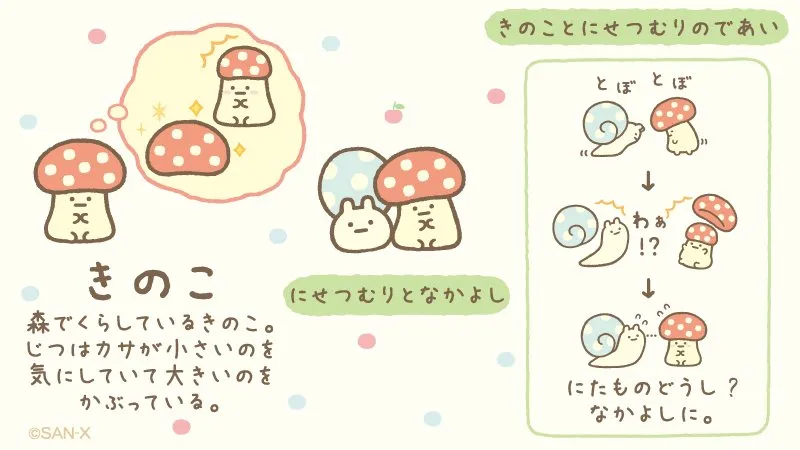 きのこ
森でくらしているきのこ。
じつはカサが小さいのを
気にしていて大きいのを
かぶっている。
©SAN-X
にせつむりとなかよし
きのことにせつむりのであい
とぼとぼ
わぁ
!?
にたものどうし？
なかよしに。